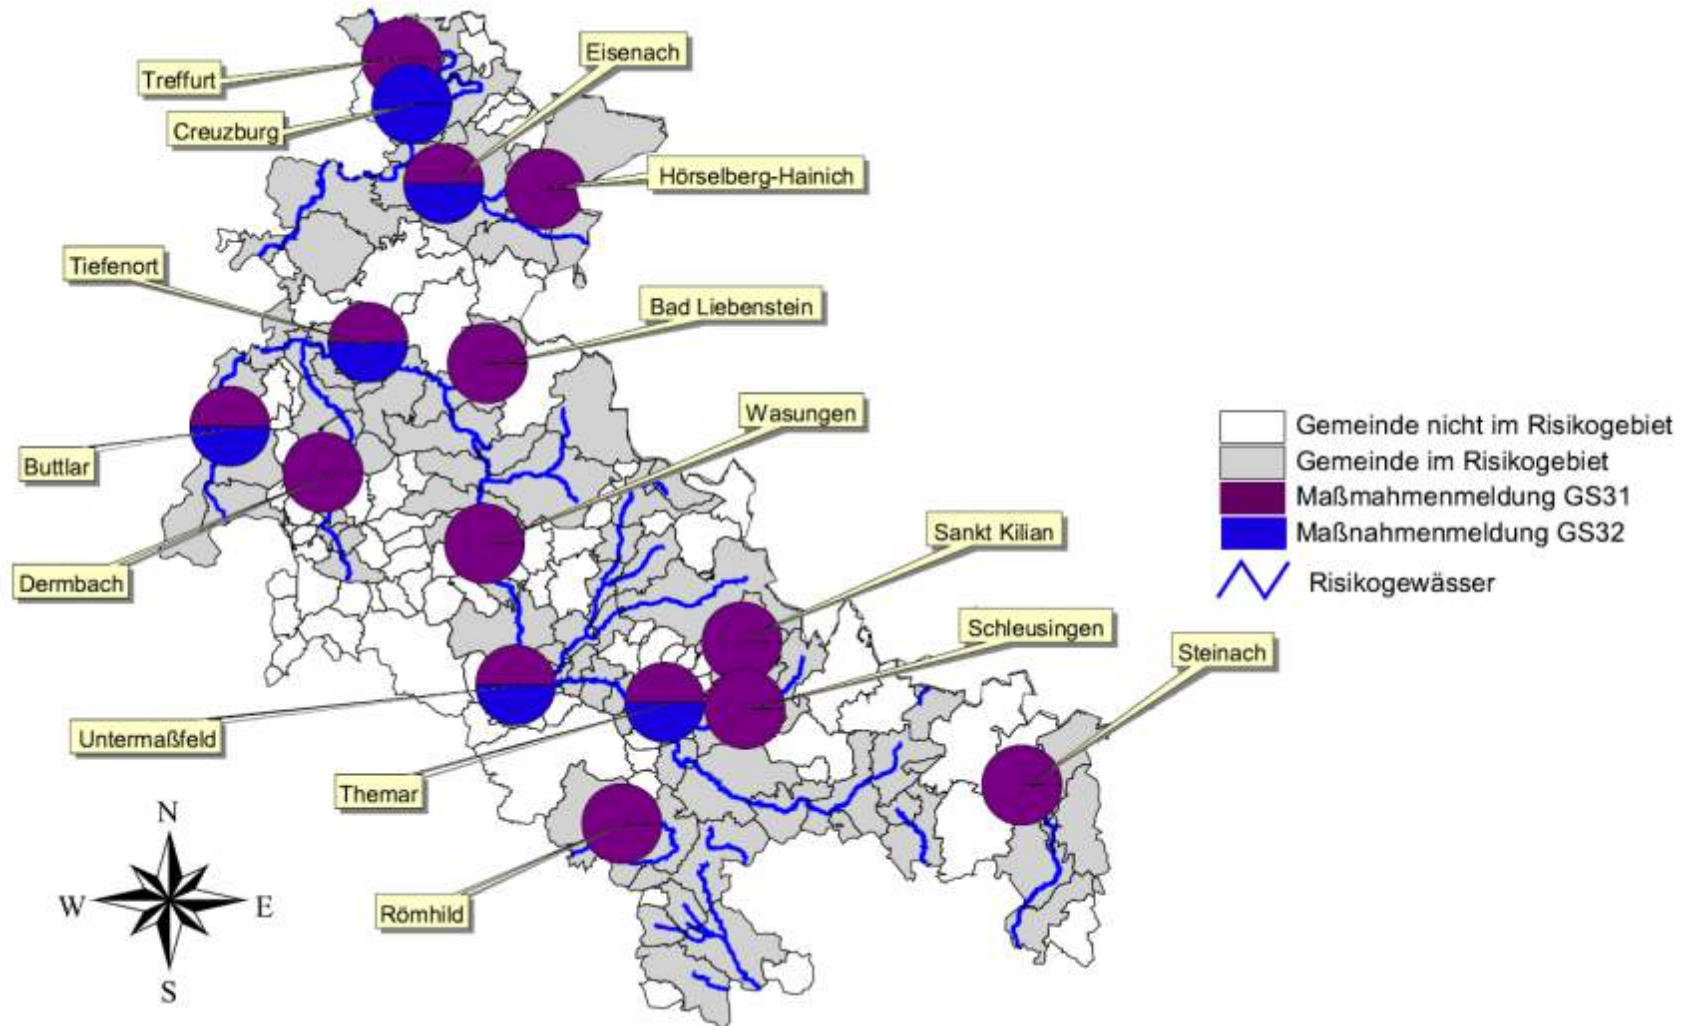 Treffurt
Eisenach
Creuzburg
Hörselberg-Hainich
Tiefenort
Bad Liebenstein
Wasungen
Buttlar
Dermbach
Sankt Kilian
Schleusingen
Steinach
Untermaßfeld
Themar
Römhild
Gemeinde nicht im Risikogebiet
Gemeinde im Risikogebiet
Maßmahmenmeldung GS31
Maßnahmenmeldung GS32
Risikogewässer
N
W
E
S